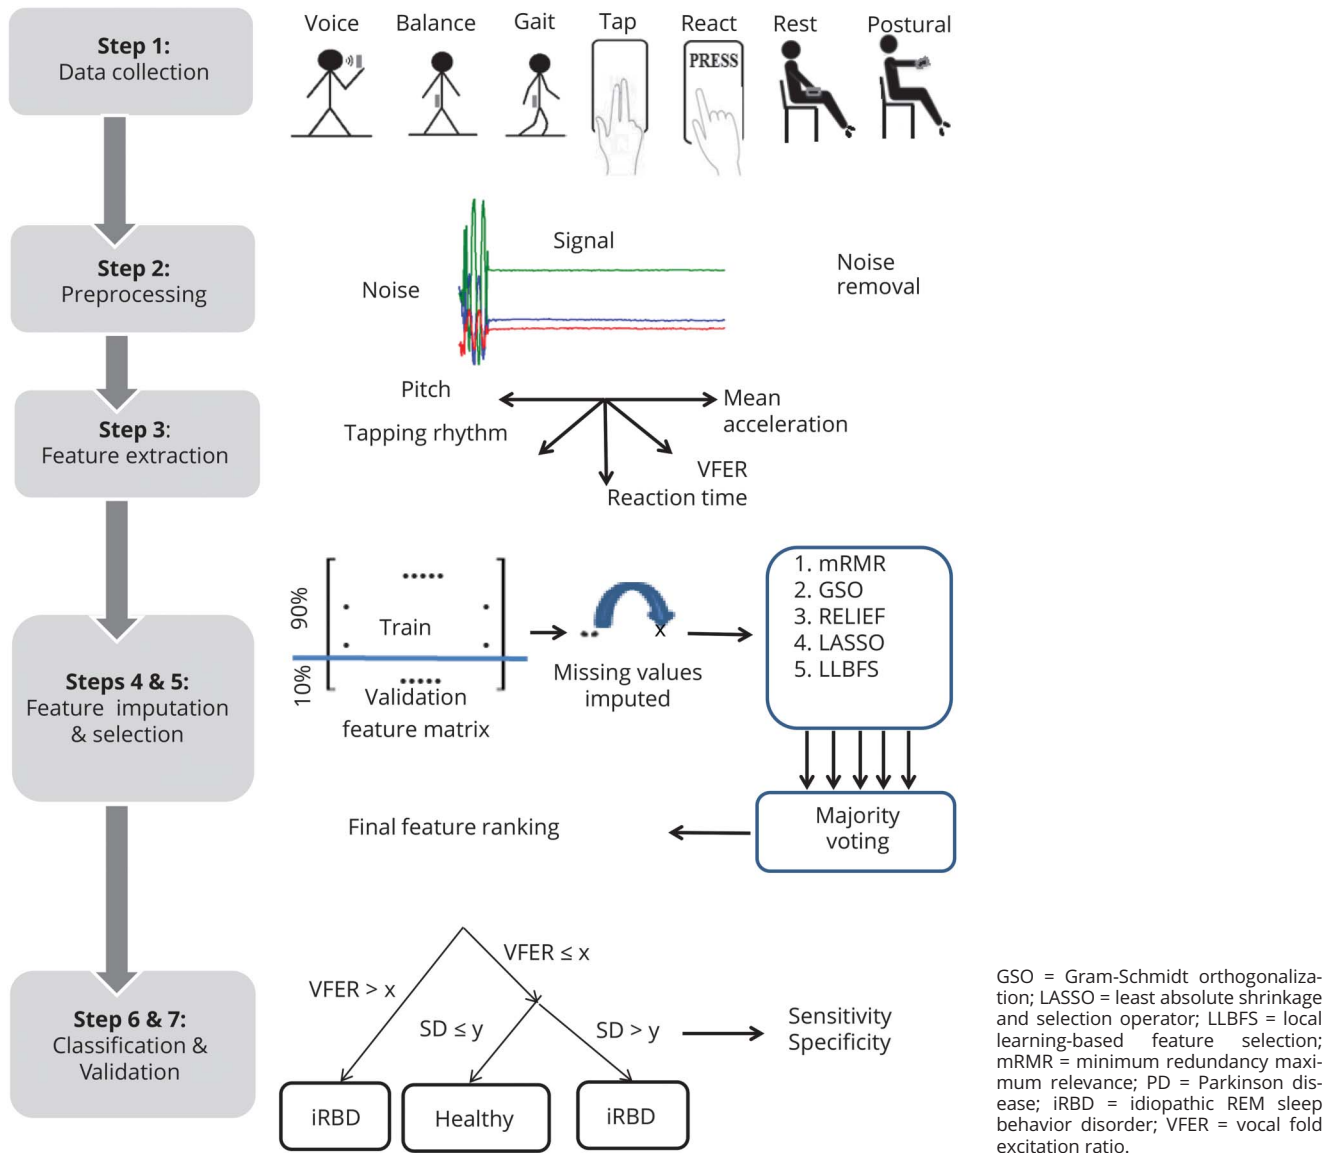 Step 1:
Data collection
Voice
Balance
Gait
Tap
React
Rest
Postural
PRESS
Step 2:
Preprocessing
Noise
Signal
Noise
removal
Step 3:
Feature extraction
Pitch
Tapping rhythm
Mean
acceleration
VFER
Reaction time
Steps 4 & 5:
Feature imputation
& selection
90%
10%
Train
Validation
feature matrix
x
Missing values
imputed
1. mRMR
2. GSO
3. RELIEF
4. LASSO
5. LLBFS
Majority
voting
Final feature ranking
Step 6 & 7:
Classification &
Validation
VFER > x
VFER ≤ x
SD ≤ y
SD > y
iRBD
Healthy
iRBD
Sensitivity
Specificity
GSO = Gram-Schmidt orthogonaliza-
tion; LASSO = least absolute shrinkage
and selection operator; LLBFS = local
learning-based feature selection;
mRMR = minimum redundancy maxi-
mum relevance; PD = Parkinson dis-
ease; iRBD = idiopathic REM sleep
behavior disorder; VFER = vocal fold
excitation ratio.